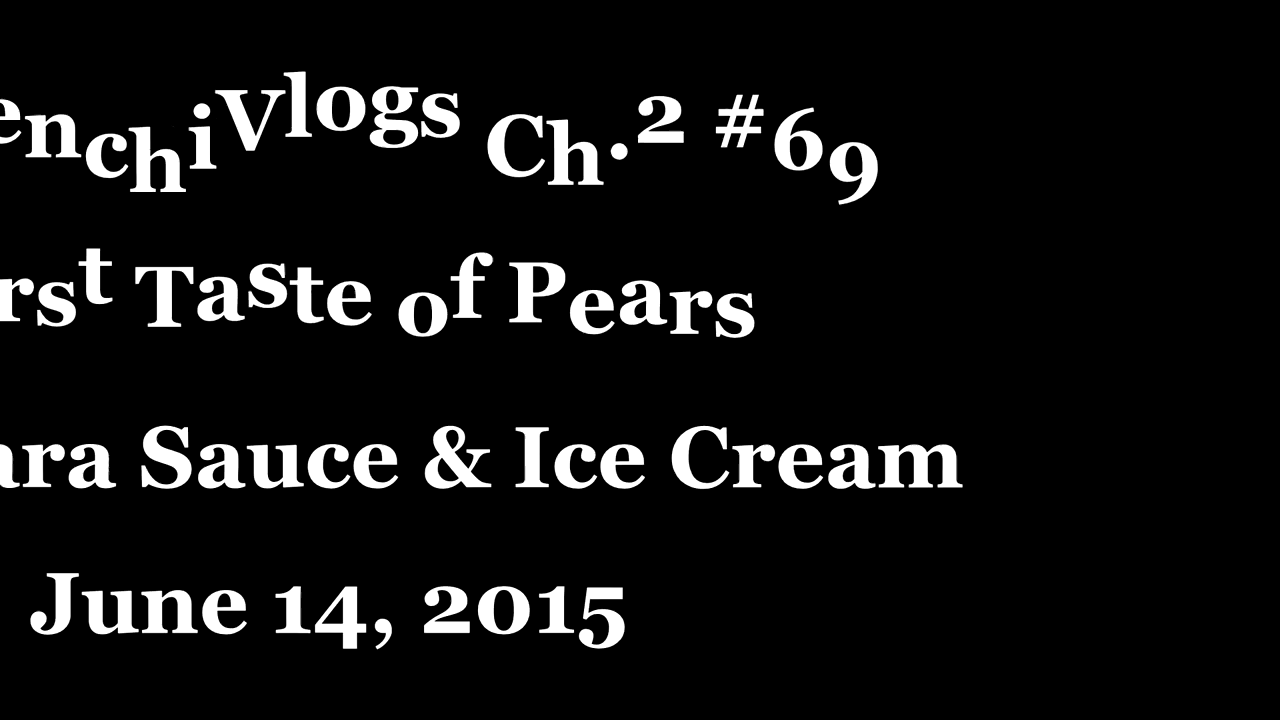 enchiVlogs Ch.2 #69
rst Taste of Pears
ara Sauce & Ice Cream
June 14, 2015